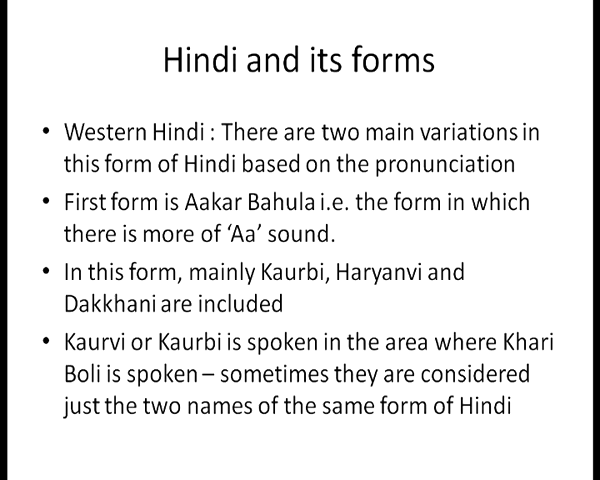 Hindi and its forms
• Western Hindi : There are two main variations in
this form of Hindi based on the pronunciation
• First form is Aakar Bahula i.e. the form in which
there is more of ‘Aa’ sound.
• In this form, mainly Kaurbi, Haryanvi and
Dakkhani are included
• Kaurvi or Kaurbi is spoken in the area where Khari
Boli is spoken – sometimes they are considered
just the two names of the same form of Hindi